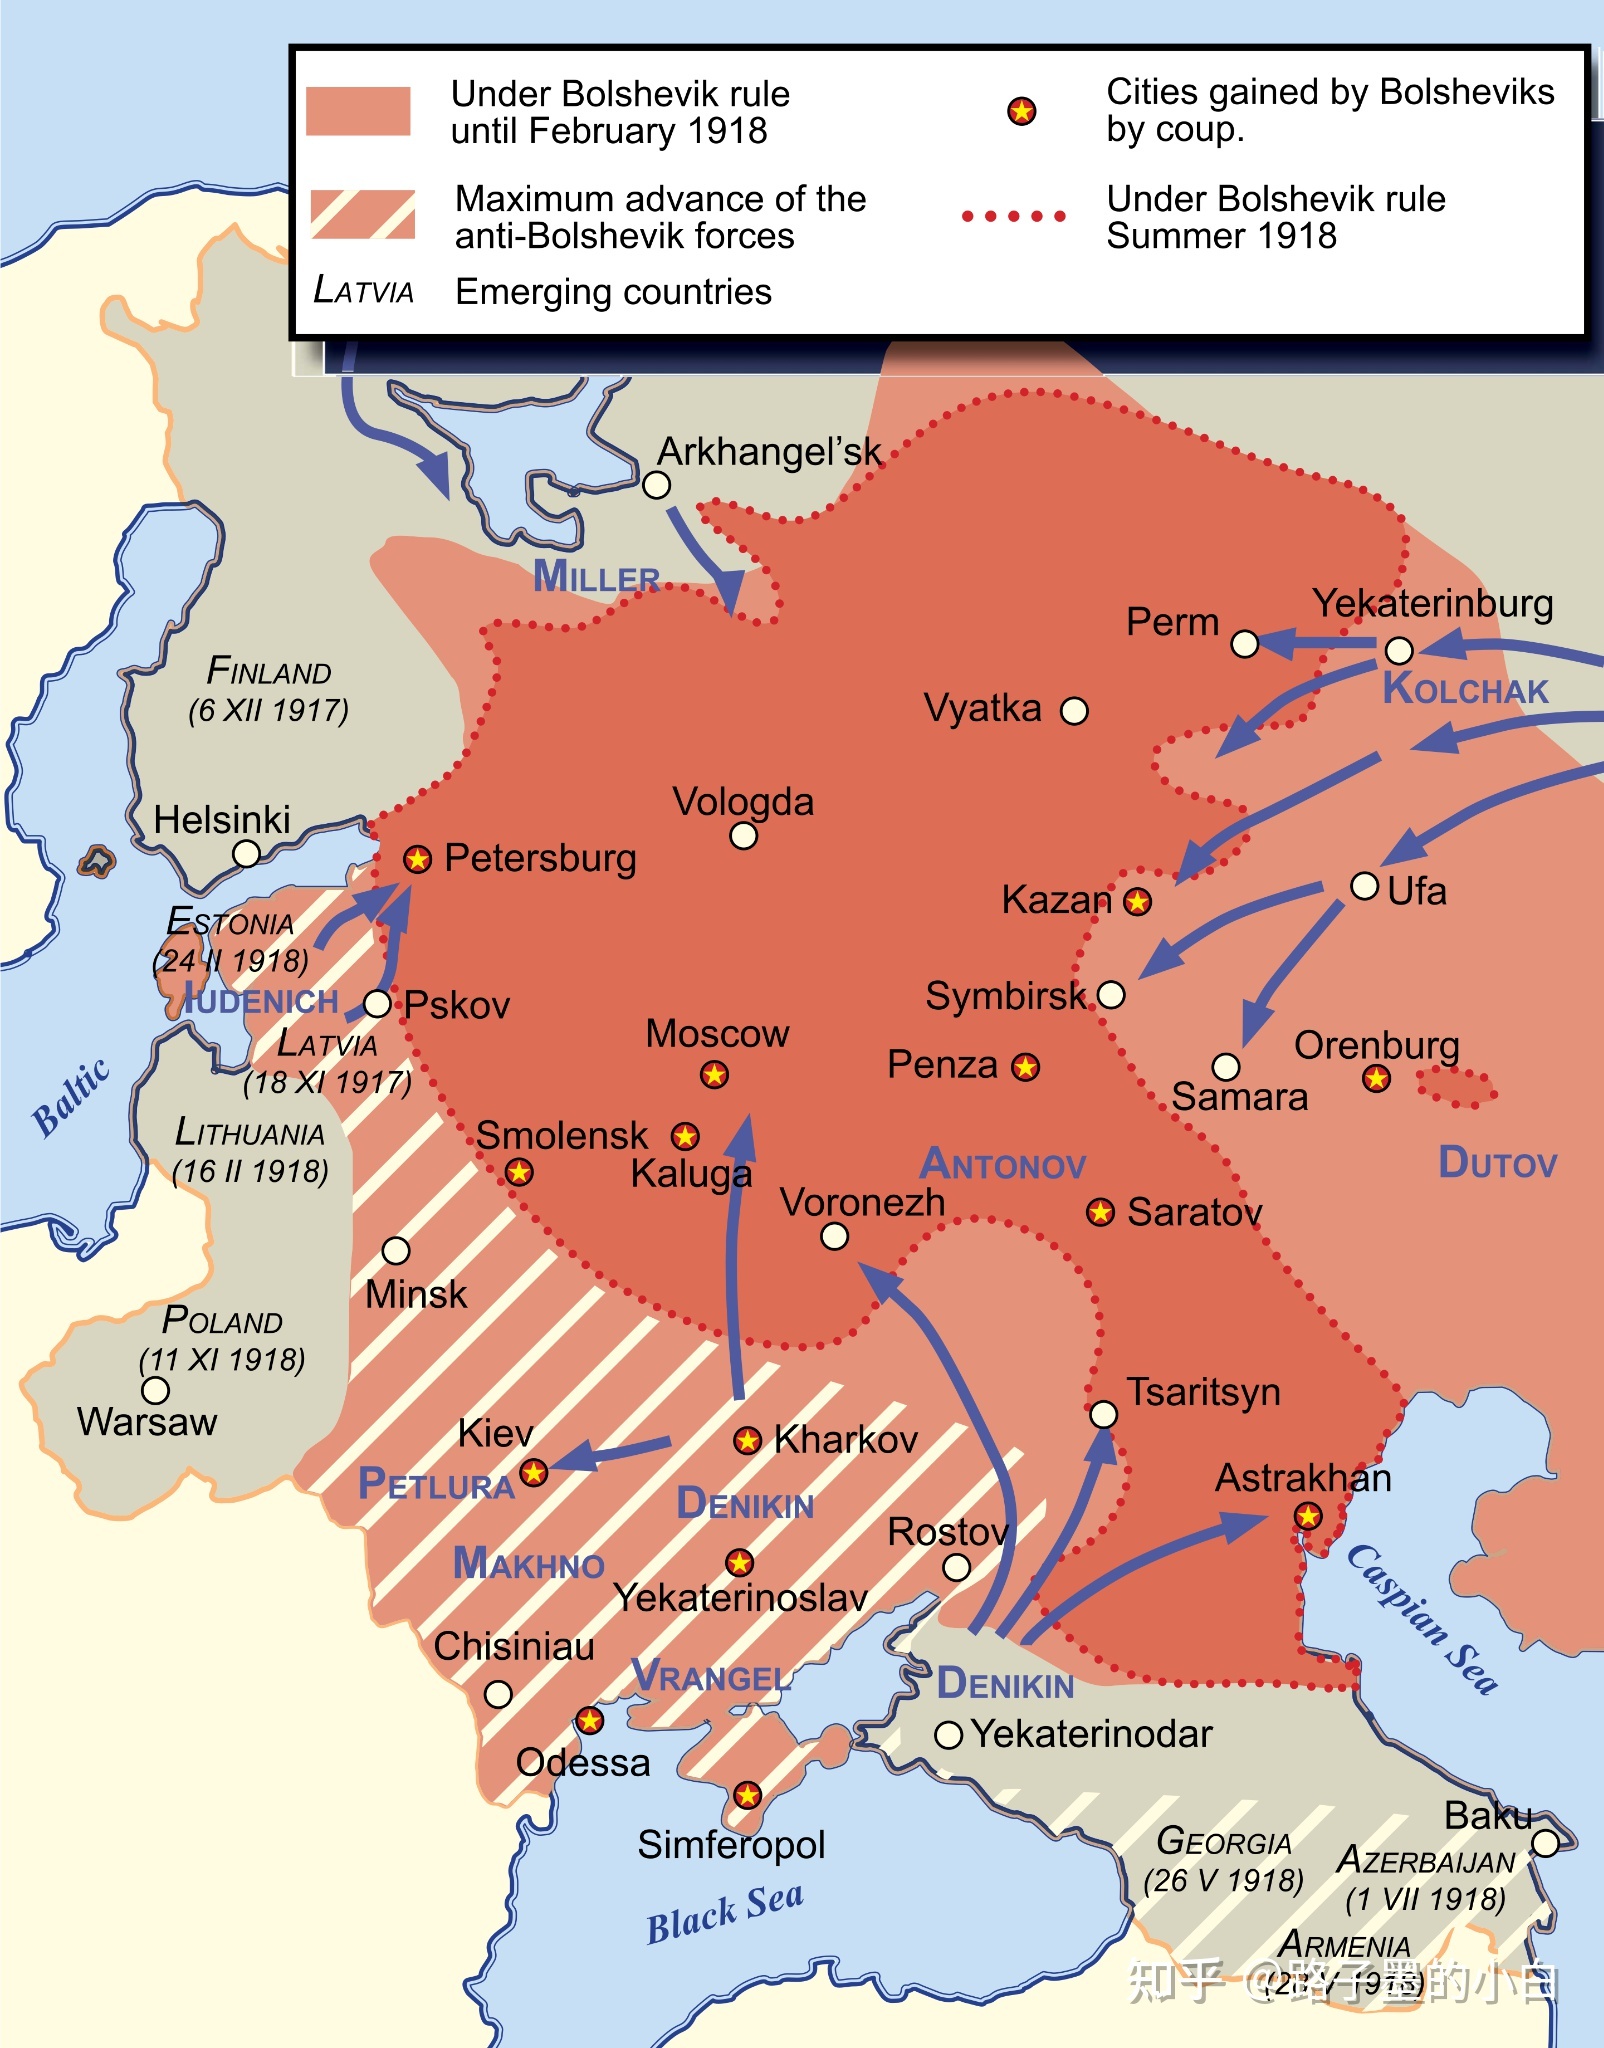 Under Bolshevik rule
until February 1918
Cities gained by Bolsheviks
by coup.
Maximum advance of the
anti-Bolshevik forces
Under Bolshevik rule
Summer 1918
LATVIA
Emerging countries
Arkhangel’sk
MILLER
Perm
Yekaterinburg
KOLCHAK
FINLAND
(6 XII 1917)
Vyatka
Vologda
Helsinki
Petersburg
Kazan
Ufa
ESTONIA
(24 II 1918)
IUDENICH
Pskov
Symbirsk
LATVIA
(18 XI 1917)
Moscow
Penza
Orenburg
Samara
Baltic
LITHUANIA
(16 II 1918)
Smolensk
Kaluga
ANTONOV
DUTOV
Voronezh
Saratov
Minsk
POLAND
(11 XI 1918)
Warsaw
Tsaritsyn
Kiev
Kharkov
PETLURA
DENIKIN
Astrakhan
Rostov
MAKHNO
Yekaterinoslav
Caspian Sea
Chisiniau
VRANGEL
DENIKIN
Yekaterinodar
Odessa
Simferopol
Baku
GEORGIA
(26 V 1918)
AZERBAIJAN
(1 VII 1918)
Black Sea
ARMENIA
知乎 @路子墨的小白